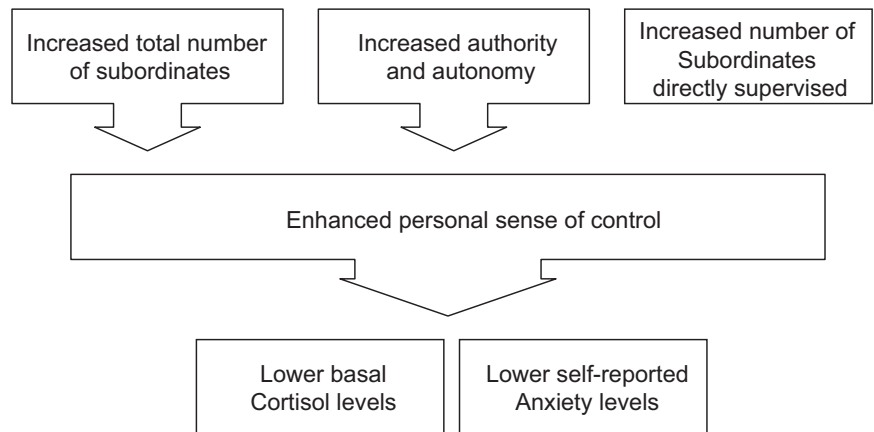 Increased total number
of subordinates
Increased authority
and autonomy
Increased number of
Subordinates
directly supervised
Enhanced personal sense of control
Lower basal
Cortisol levels
Lower self-reported
Anxiety levels